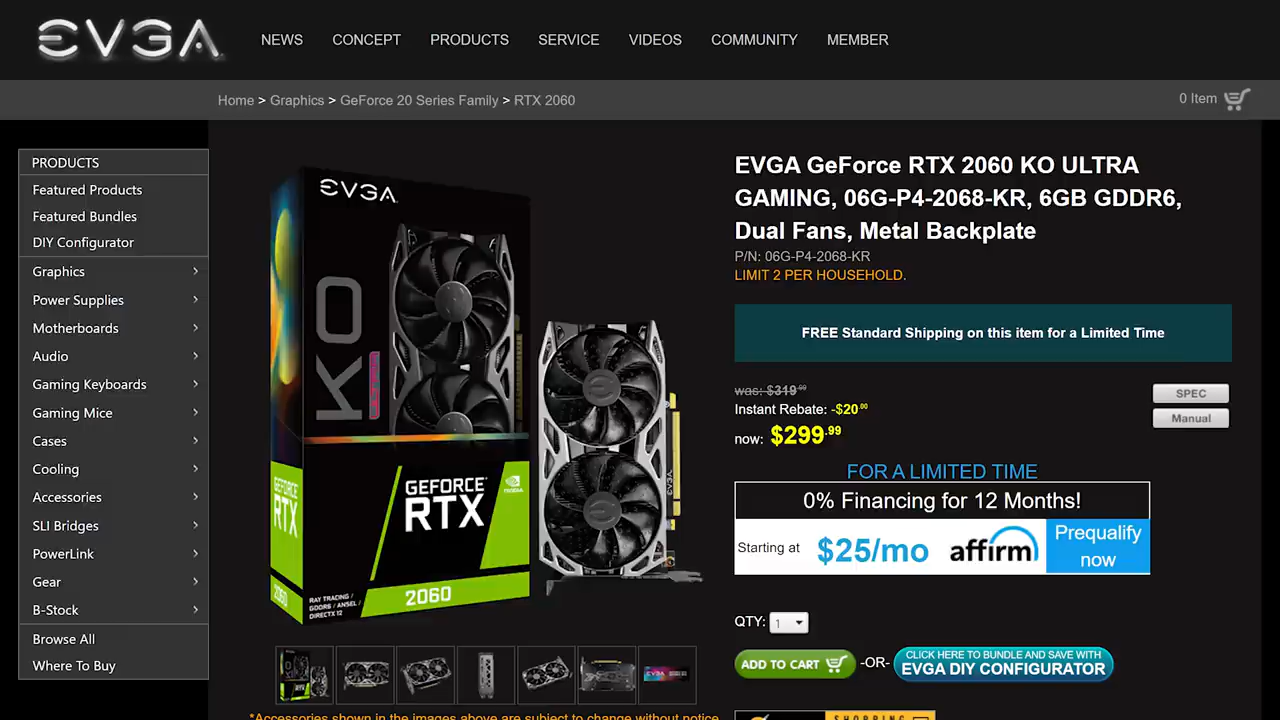 EVGA
NEWS CONCEPT PRODUCTS SERVICE VIDEOS COMMUNITY MEMBER
Home > Graphics > GeForce 20 Series Family > RTX 2060
0 Item
PRODUCTS
Featured Products
Featured Bundles
DIY Configurator
Graphics
Power Supplies
Motherboards
Audio
Gaming Keyboards
Gaming Mice
Cases
Cooling
Accessories
SLI Bridges
PowerLink
Gear
B-Stock
Browse All
Where To Buy
EVGA
KO
GEFORCE
RTX
NVIDIA
GEFORCE
RTX
2060
RAY TRACING /
GDDR6 / ANSEL /
DIRECTX 12
2060
EVGA
*Accessories shown in the images above are subject to change without notice
EVGA GeForce RTX 2060 KO ULTRA
GAMING, 06G-P4-2068-KR, 6GB GDDR6,
Dual Fans, Metal Backplate
P/N: 06G-P4-2068-KR
LIMIT 2 PER HOUSEHOLD.
FREE Standard Shipping on this item for a Limited Time
was: $319.99
Instant Rebate: -$20.00
now: $299.99
SPEC
Manual
FOR A LIMITED TIME
0% Financing for 12 Months!
Starting at $25/mo affirm Prequalify
now
QTY: 1
ADD TO CART -OR- CLICK HERE TO BUNDLE AND SAVE WITH
EVGA DIY CONFIGURATOR
SHOPPING